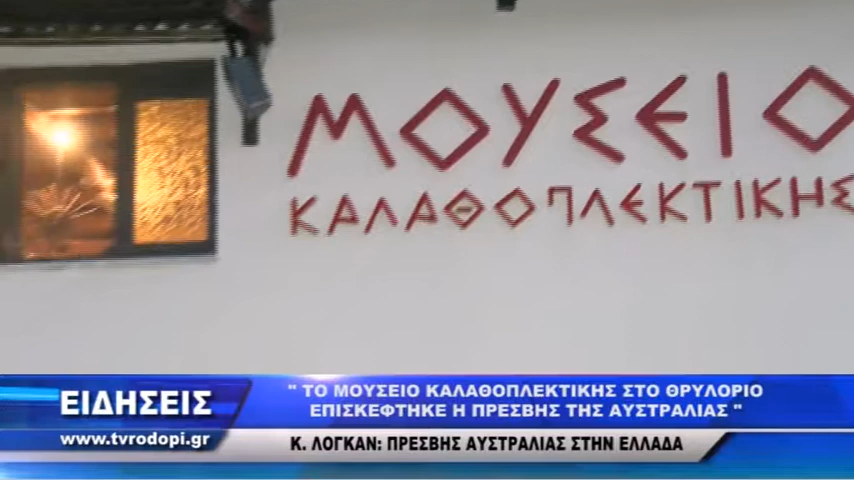 ΜΟΥΣΕΙΟ
ΚΑΛΑΘΟΠΛΕΚΤΙΚΗΣ
ΕΙΔΗΣΕΙΣ
www.tvrodopi.gr
" ΤΟ ΜΟΥΣΕΙΟ ΚΑΛΑΘΟΠΛΕΚΤΙΚΗΣ ΣΤΟ ΘΡΥΛΟΡΙΟ
ΕΠΙΣΚΕΦΤΗΚΕ Η ΠΡΕΣΒΗΣ ΤΗΣ ΑΥΣΤΡΑΛΙΑΣ "
Κ. ΛΟΓΚΑΝ: ΠΡΕΣΒΗΣ ΑΥΣΤΡΑΛΙΑΣ ΣΤΗΝ ΕΛΛΑΔΑ